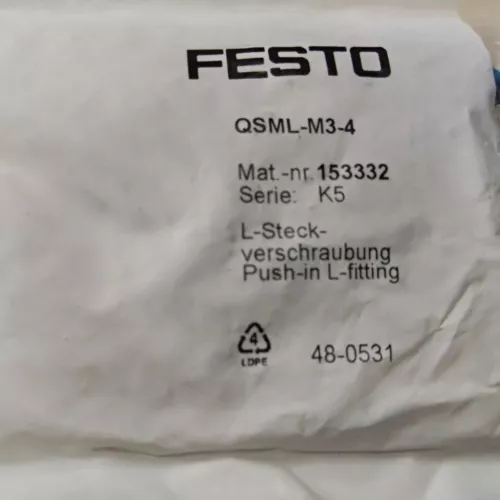 FESTO
QSML-M3-4
Mat.-nr. 153332
Serie: K5
L-Steck-
verschraubung
Push-in L-fitting
4
LDPE
48-0531